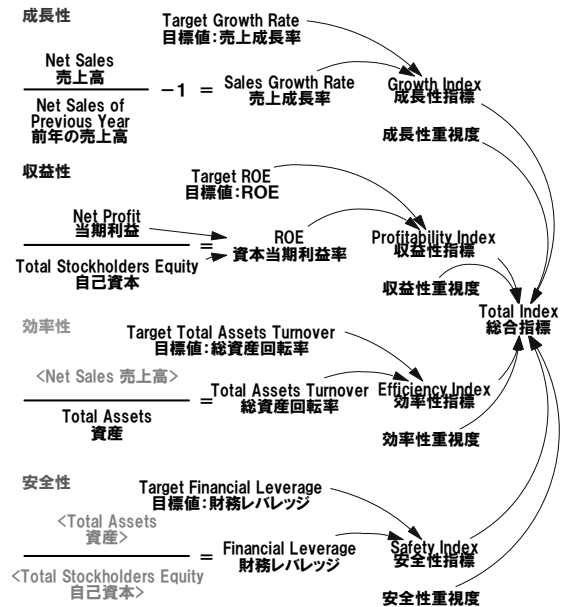 成長性
Target Growth Rate
目標値:売上成長率
Net Sales
売上高
Net Sales of
Previous Year
前年の売上高
−1 =
Sales Growth Rate
売上成長率
Growth Index
成長性指標
成長性重視度
収益性
Target ROE
目標値:ROE
Net Profit
当期利益
Total Stockholders Equity
自己資本
=
ROE
資本当期利益率
Profitability Index
収益性指標
収益性重視度
Total Index
総合指標
効率性
Target Total Assets Turnover
目標値:総資産回転率
<Net Sales 売上高>
Total Assets
資産
=
Total Assets Turnover
総資産回転率
Efficiency Index
効率性指標
効率性重視度
安全性
Target Financial Leverage
目標値:財務レバレッジ
<Total Assets
資産>
<Total Stockholders Equity
自己資本>
=
Financial Leverage
財務レバレッジ
Safety Index
安全性指標
安全性重視度